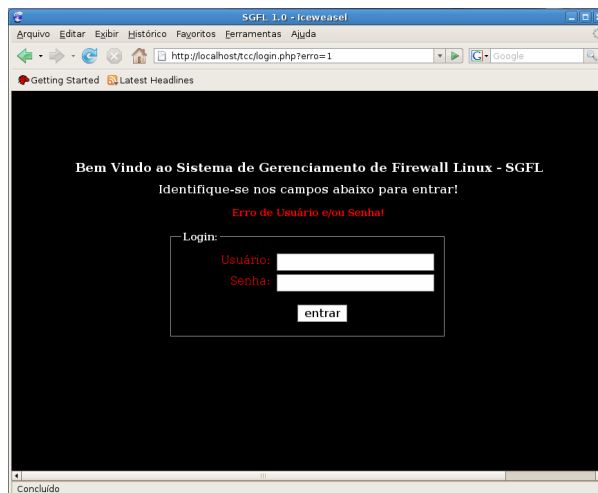 SGFL 1.0 - Iceweasel
Arquivo Editar Exibir Histórico Favoritos Ferramentas Ajuda
http://localhost/tcc/login.php?erro=1
G Google
Getting Started Latest Headlines
Bem Vindo ao Sistema de Gerenciamento de Firewall Linux - SGFL
Identifique-se nos campos abaixo para entrar!
Erro de Usuário e/ou Senha!
Login:
Usuário:
Senha:
entrar
Concluído